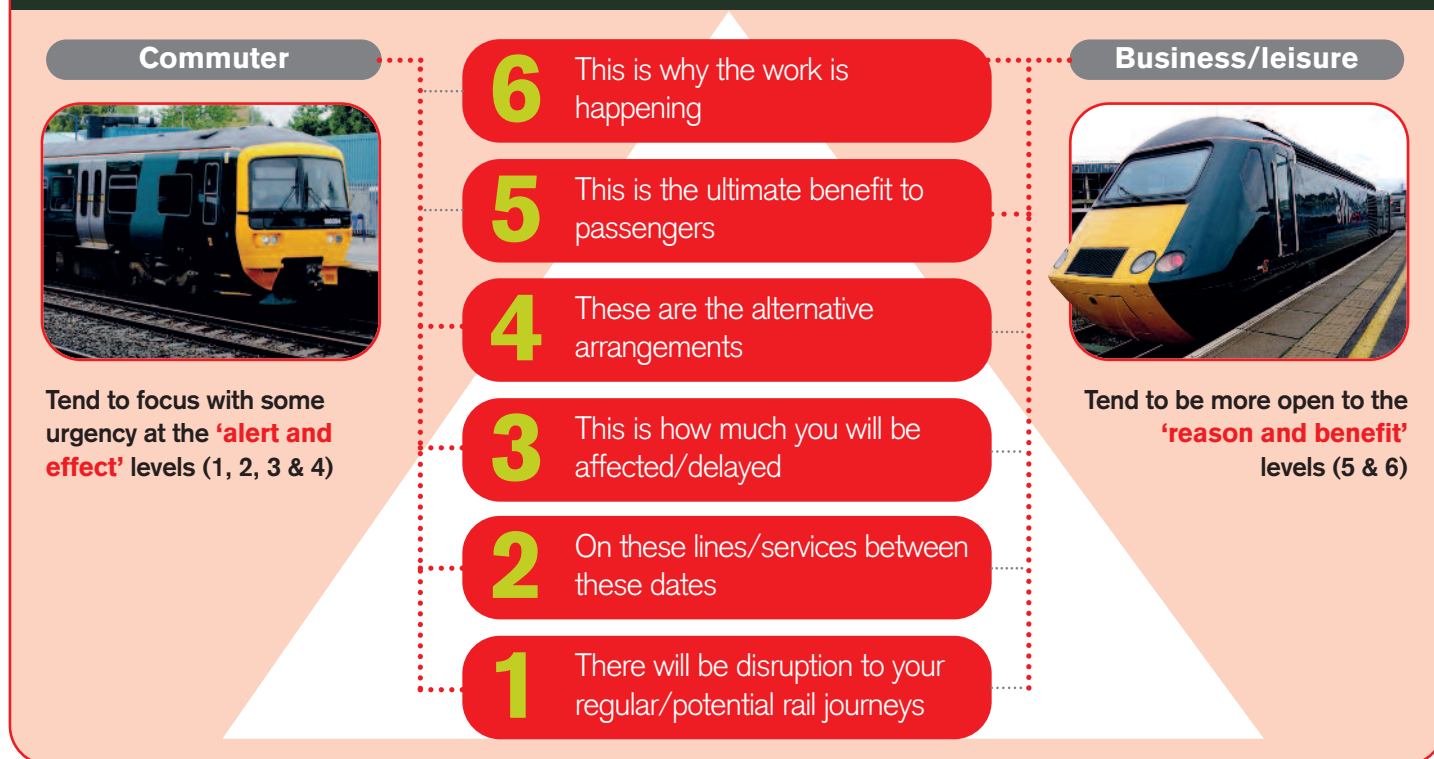 Commuter
Tend to focus with some
urgency at the ‘alert and
effect’ levels (1, 2, 3 & 4)
6
This is why the work is
happening
5
This is the ultimate benefit to
passengers
4
These are the alternative
arrangements
3
This is how much you will be
affected/delayed
2
On these lines/services between
these dates
1
There will be disruption to your
regular/potential rail journeys
Business/leisure
Tend to be more open to the
‘reason and benefit’
levels (5 & 6)